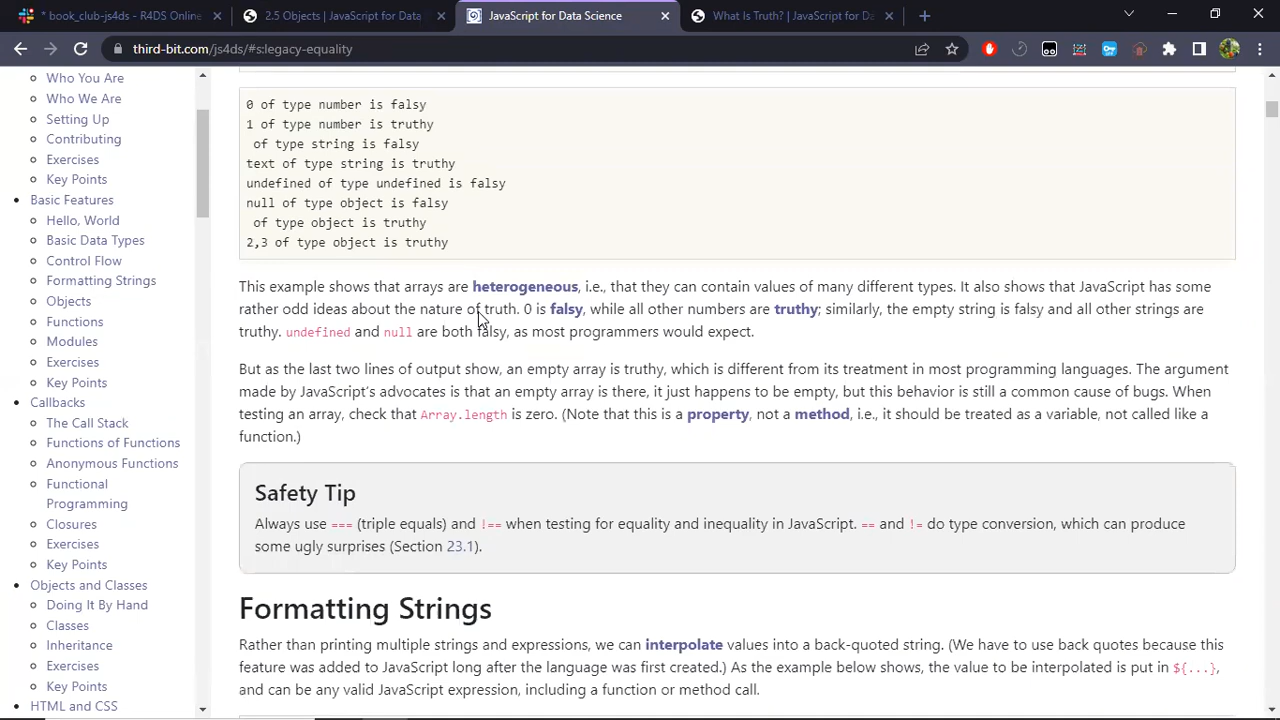 * book_club-js4ds - R4DS Online
2.5 Objects | JavaScript for Data
JavaScript for Data Science
What Is Truth? | JavaScript for Da
third-bit.com/js4ds/#s:legacy-equality
Who You Are
Who We Are
Setting Up
Contributing
Exercises
Key Points
Basic Features
Hello, World
Basic Data Types
Control Flow
Formatting Strings
Objects
Functions
Modules
Exercises
Key Points
Callbacks
The Call Stack
Functions of Functions
Anonymous Functions
Functional
Programming
Closures
Exercises
Key Points
Objects and Classes
Doing It By Hand
Classes
Inheritance
Exercises
Key Points
HTML and CSS
0 of type number is falsy
1 of type number is truthy
of type string is falsy
text of type string is truthy
undefined of type undefined is falsy
null of type object is falsy
of type object is truthy
2,3 of type object is truthy
This example shows that arrays are heterogeneous, i.e., that they can contain values of many different types. It also shows that JavaScript has some
rather odd ideas about the nature of truth. 0 is falsy, while all other numbers are truthy; similarly, the empty string is falsy and all other strings are
truthy. undefined and null are both falsy, as most programmers would expect.
But as the last two lines of output show, an empty array is truthy, which is different from its treatment in most programming languages. The argument
made by JavaScript's advocates is that an empty array is there, it just happens to be empty, but this behavior is still a common cause of bugs. When
testing an array, check that Array.length is zero. (Note that this is a property, not a method, i.e., it should be treated as a variable, not called like a
function.)
Safety Tip
Always use === (triple equals) and !== when testing for equality and inequality in JavaScript. == and != do type conversion, which can produce
some ugly surprises (Section 23.1).
Formatting Strings
Rather than printing multiple strings and expressions, we can interpolate values into a back-quoted string. (We have to use back quotes because this
feature was added to JavaScript long after the language was first created.) As the example below shows, the value to be interpolated is put in ${...},
and can be any valid JavaScript expression, including a function or method call.